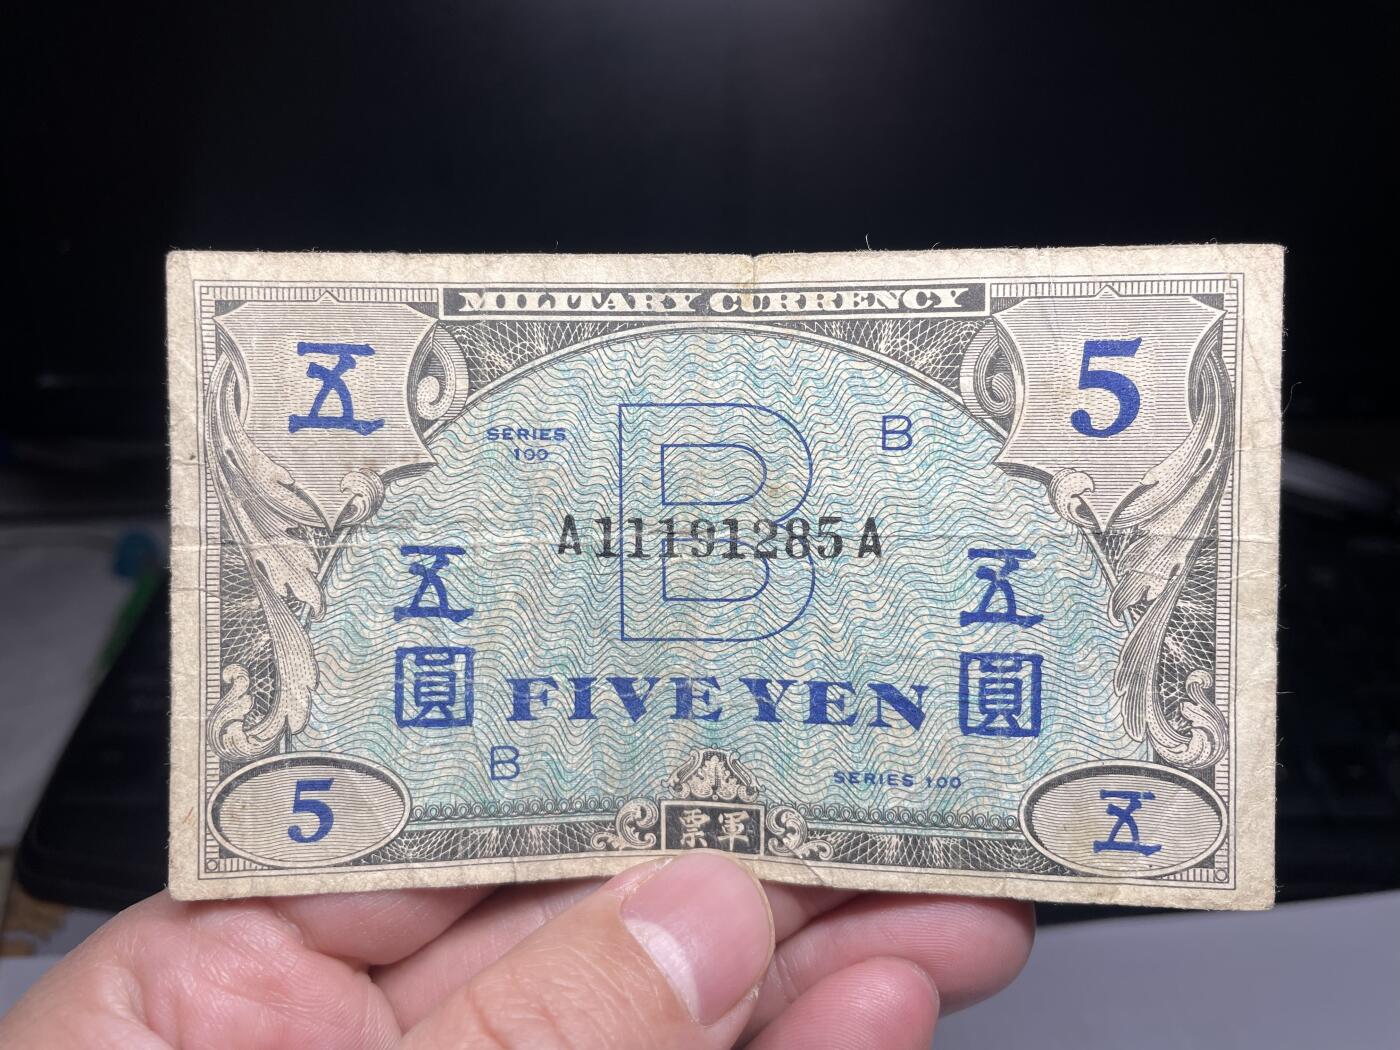 MILITARY CURRENCY
五
5
SERIES
100
B
B
A11191285A
五
圓
五
圓
FIVE YEN
B
SERIES 100
5
票軍
五